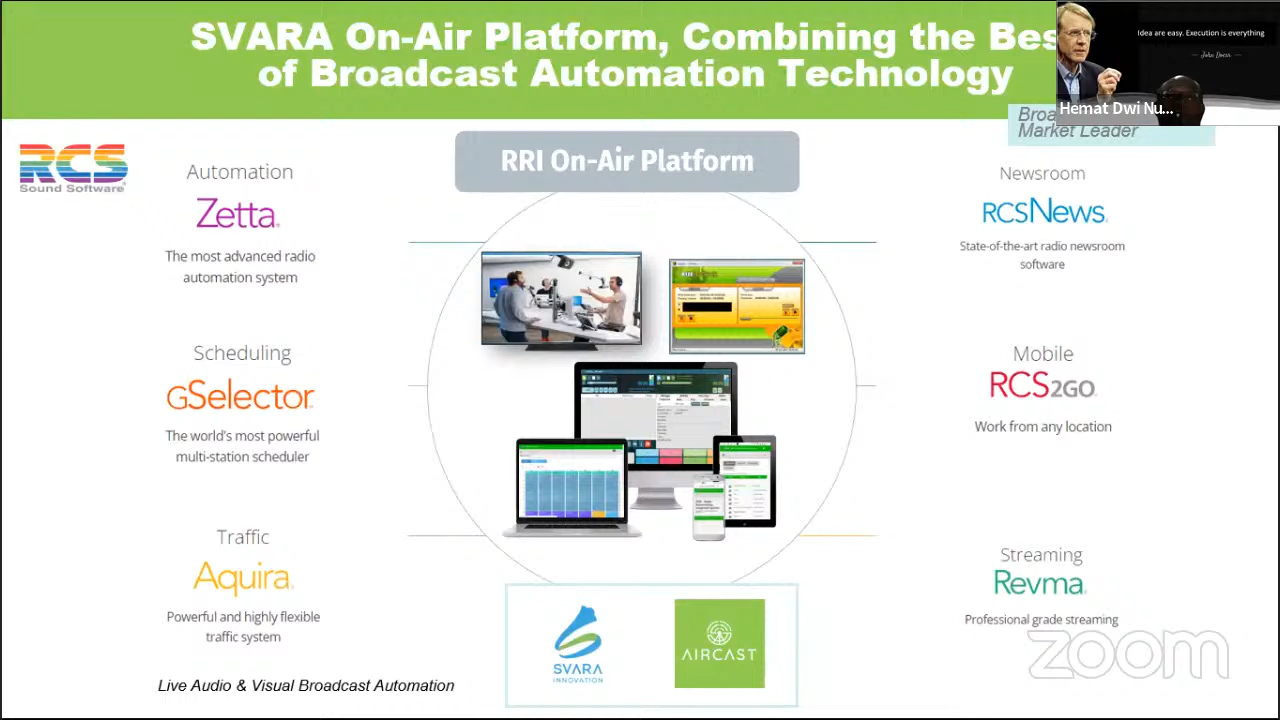 SVARA On-Air Platform, Combining the Bes
of Broadcast Automation Technology
Idea are easy. Execution is everything
John Doerr
Hemat Dwi Nu...
Broa
Market Leader
RCS
Sound Software
RRI On-Air Platform
Automation
Zetta
The most advanced radio
automation system
Scheduling
GSelector
The world's most powerful
multi-station scheduler
Traffic
Aquira
Powerful and highly flexible
traffic system
Live Audio & Visual Broadcast Automation
Newsroom
RCSNews
State-of-the-art radio newsroom
software
Mobile
RCS2GO
Work from any location
Streaming
Revma
Professional grade streaming
SVARA
INNOVATION
AIRCAST
zoom